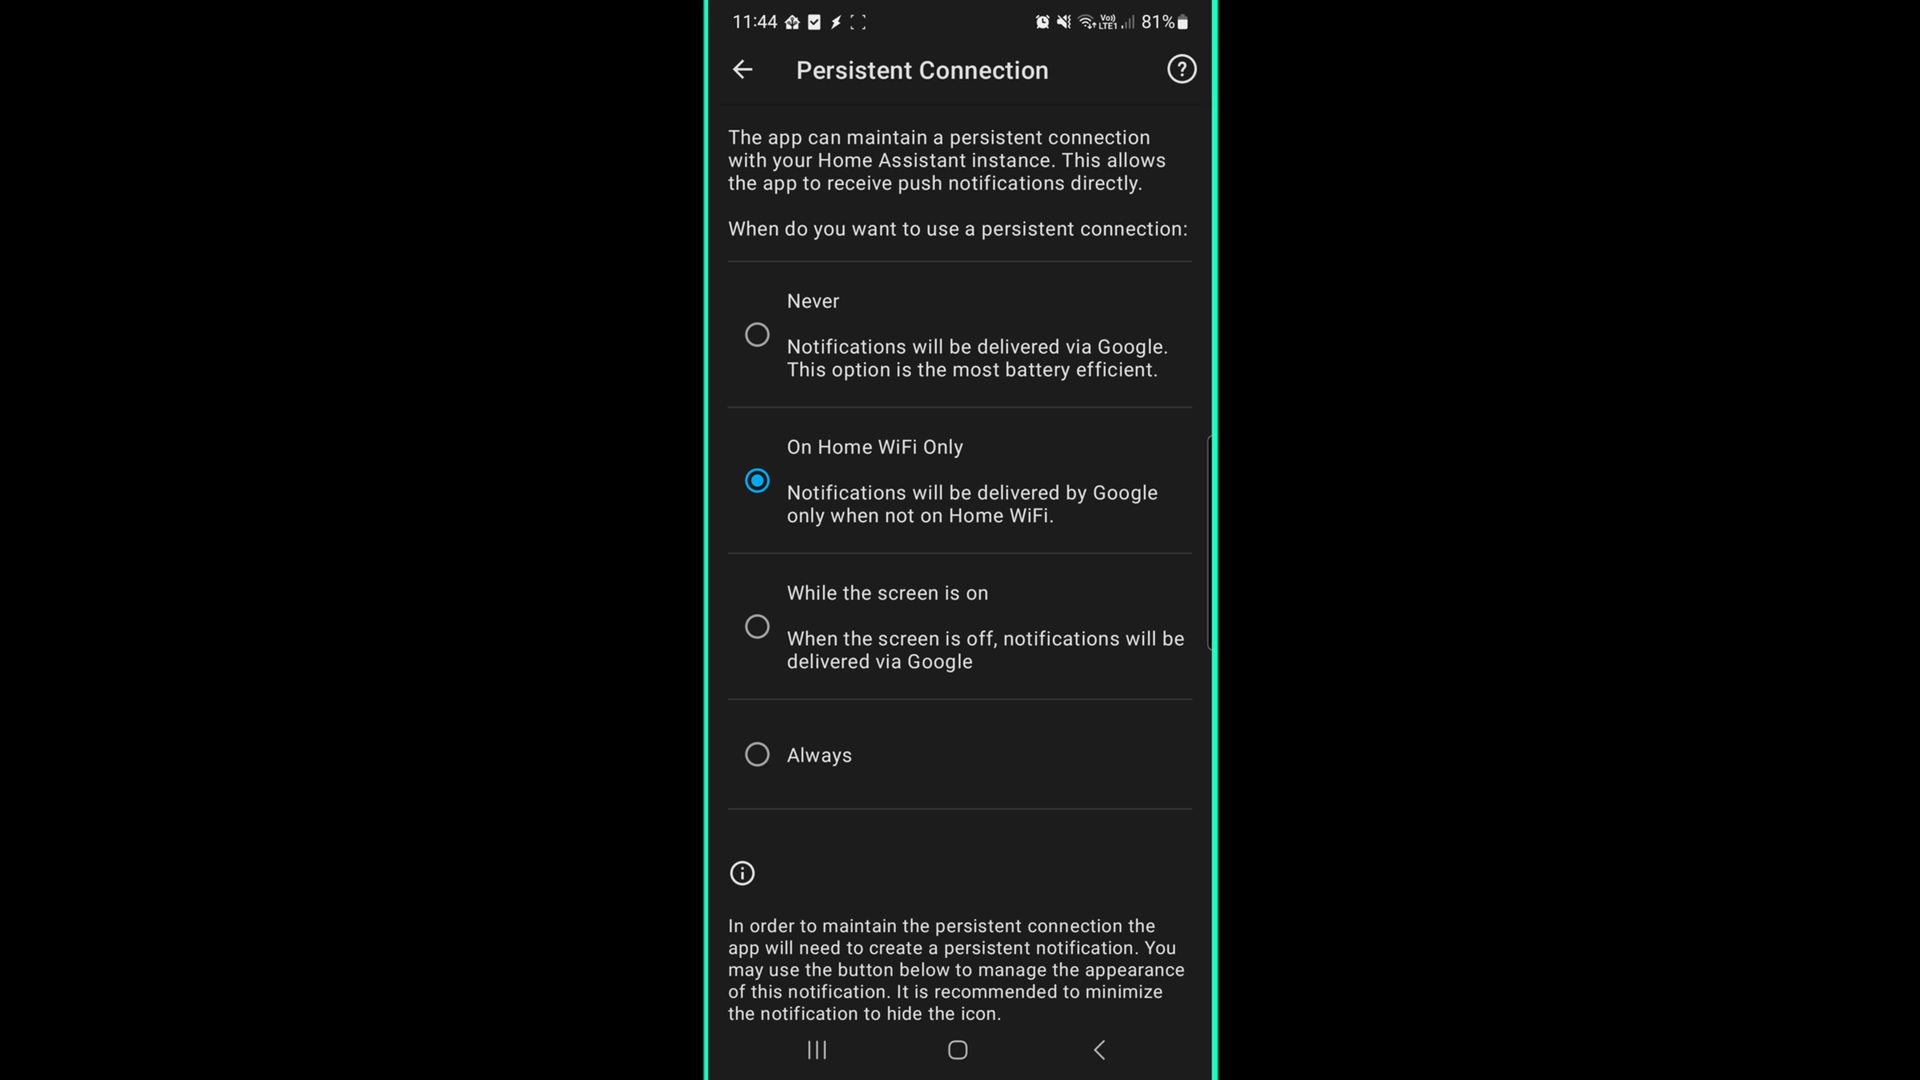 11:44 Vo)) LTE1 81%
Persistent Connection
The app can maintain a persistent connection
with your Home Assistant instance. This allows
the app to receive push notifications directly.
When do you want to use a persistent connection:
Never
Notifications will be delivered via Google.
This option is the most battery efficient.
On Home WiFi Only
Notifications will be delivered by Google
only when not on Home WiFi.
While the screen is on
When the screen is off, notifications will be
delivered via Google
Always
In order to maintain the persistent connection the
app will need to create a persistent notification. You
may use the button below to manage the appearance
of this notification. It is recommended to minimize
the notification to hide the icon.